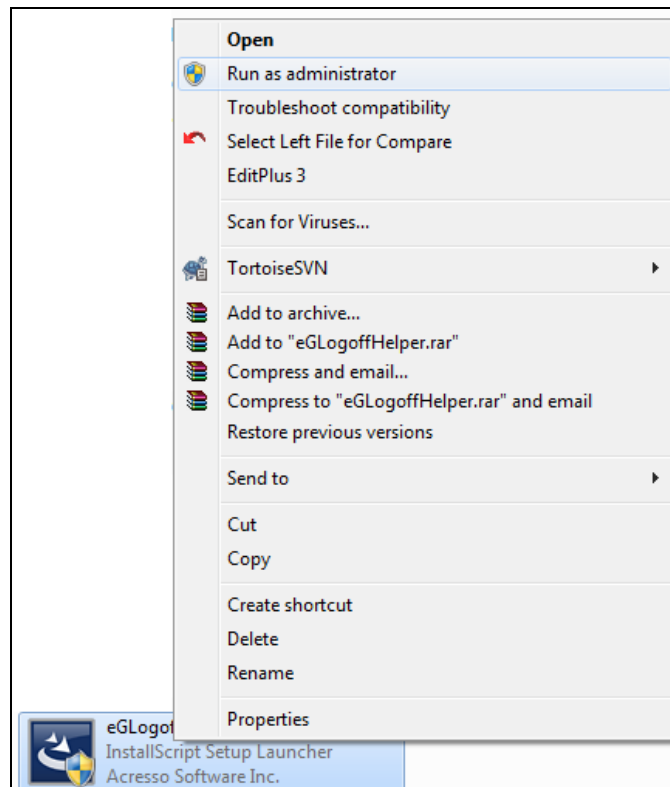 Open
Run as administrator
Troubleshoot compatibility
Select Left File for Compare
EditPlus 3
Scan for Viruses...
TortoiseSVN
Add to archive...
Add to "eGLogoffHelper.rar"
Compress and email...
Compress to "eGLogoffHelper.rar" and email
Restore previous versions
Send to
Cut
Copy
Create shortcut
Delete
Rename
Properties
InstallScript Setup Launcher
Acresso Software Inc.